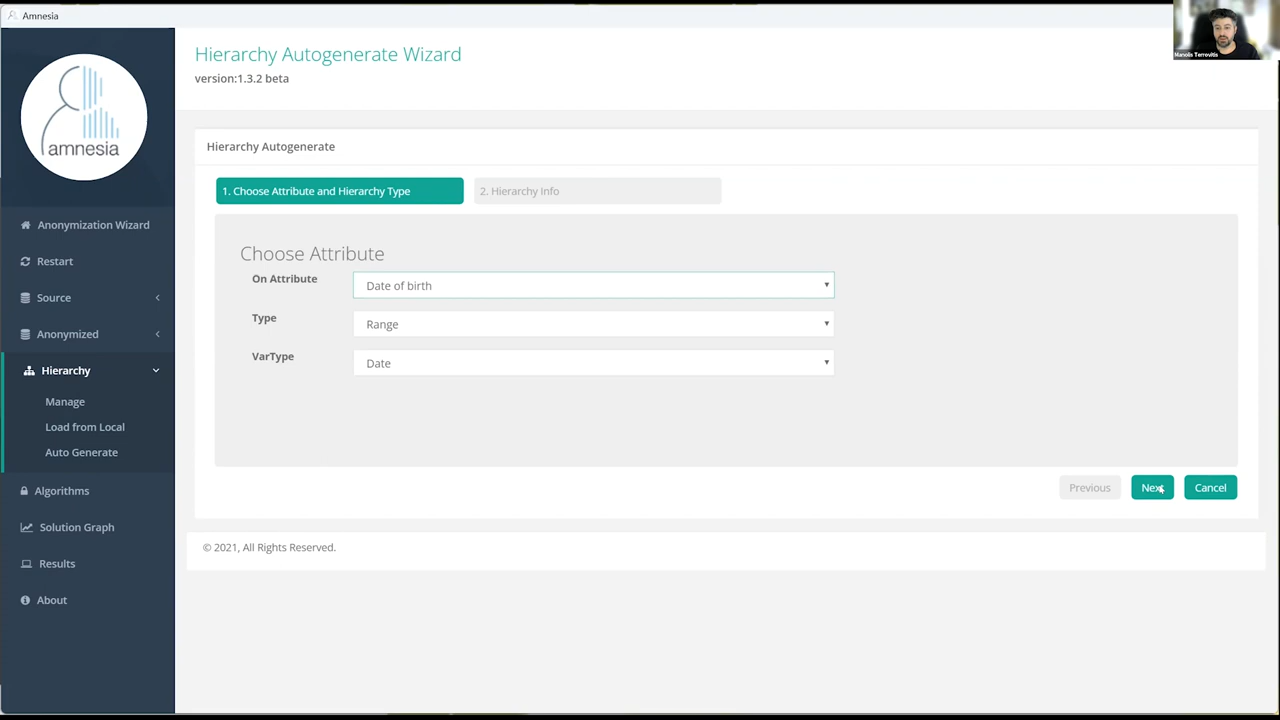 Amnesia
Manolis Terrovitis
amnesia
Hierarchy Autogenerate Wizard
version:1.3.2 beta
Anonymization Wizard
Restart
Source
Anonymized
Hierarchy
Manage
Load from Local
Auto Generate
Algorithms
Solution Graph
Results
About
Hierarchy Autogenerate
1. Choose Attribute and Hierarchy Type
2. Hierarchy Info
Choose Attribute
On Attribute
Date of birth
Type
Range
VarType
Date
Previous
Next
Cancel
© 2021, All Rights Reserved.